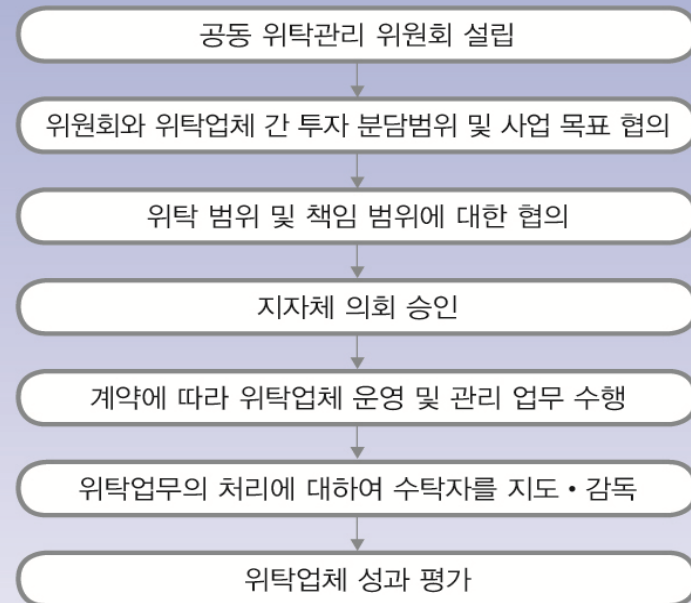 공동 위탁관리 위원회 설립
위원회와 위탁업체 간 투자 분담범위 및 사업 목표 협의
위탁 범위 및 책임 범위에 대한 협의
지자체 의회 승인
계약에 따라 위탁업체 운영 및 관리 업무 수행
위탁업무의 처리에 대하여 수탁자를 지도・감독
위탁업체 성과 평가